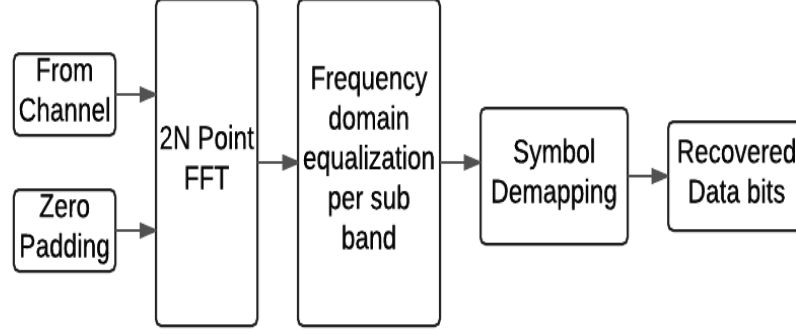 From
Channel
Zero
Padding
2N Point
FFT
Frequency
domain
equalization
per sub
band
Symbol
Demapping
Recovered
Data bits